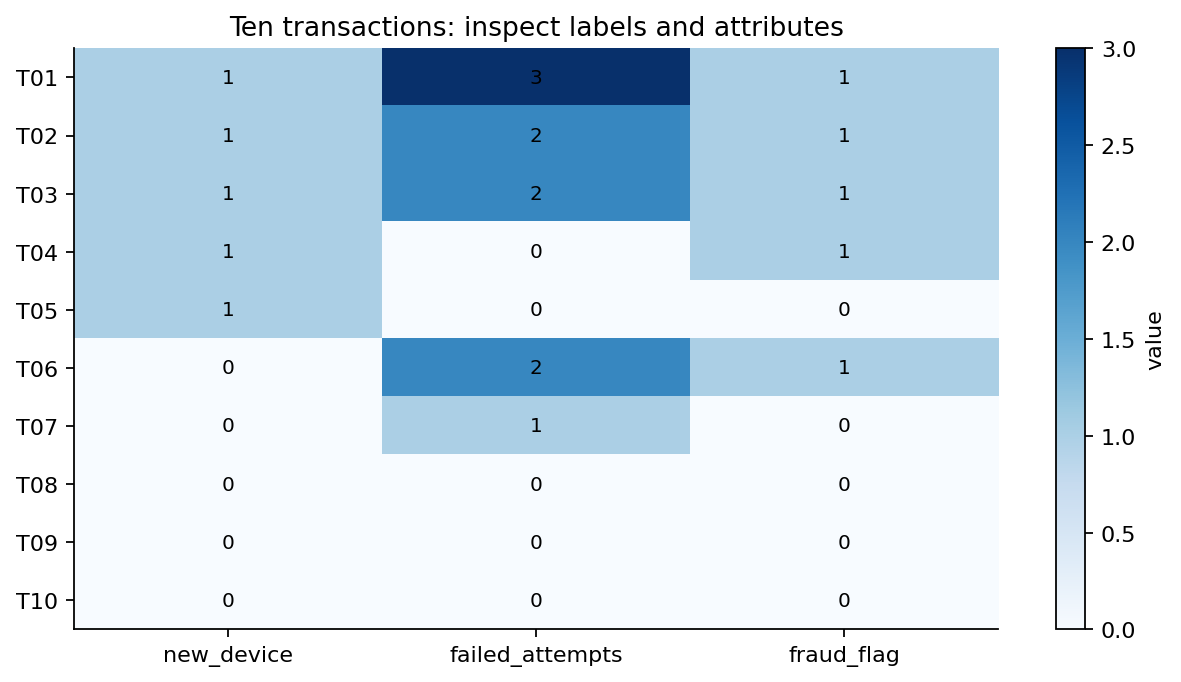 Ten transactions: inspect labels and attributes
T01 1 3 1
T02 1 2 1
T03 1 2 1
T04 1 0 1
T05 1 0 0
T06 0 2 1
T07 0 1 0
T08 0 0 0
T09 0 0 0
T10 0 0 0
new_device failed_attempts fraud_flag
3.0
2.5
2.0
1.5
1.0
0.5
0.0
value